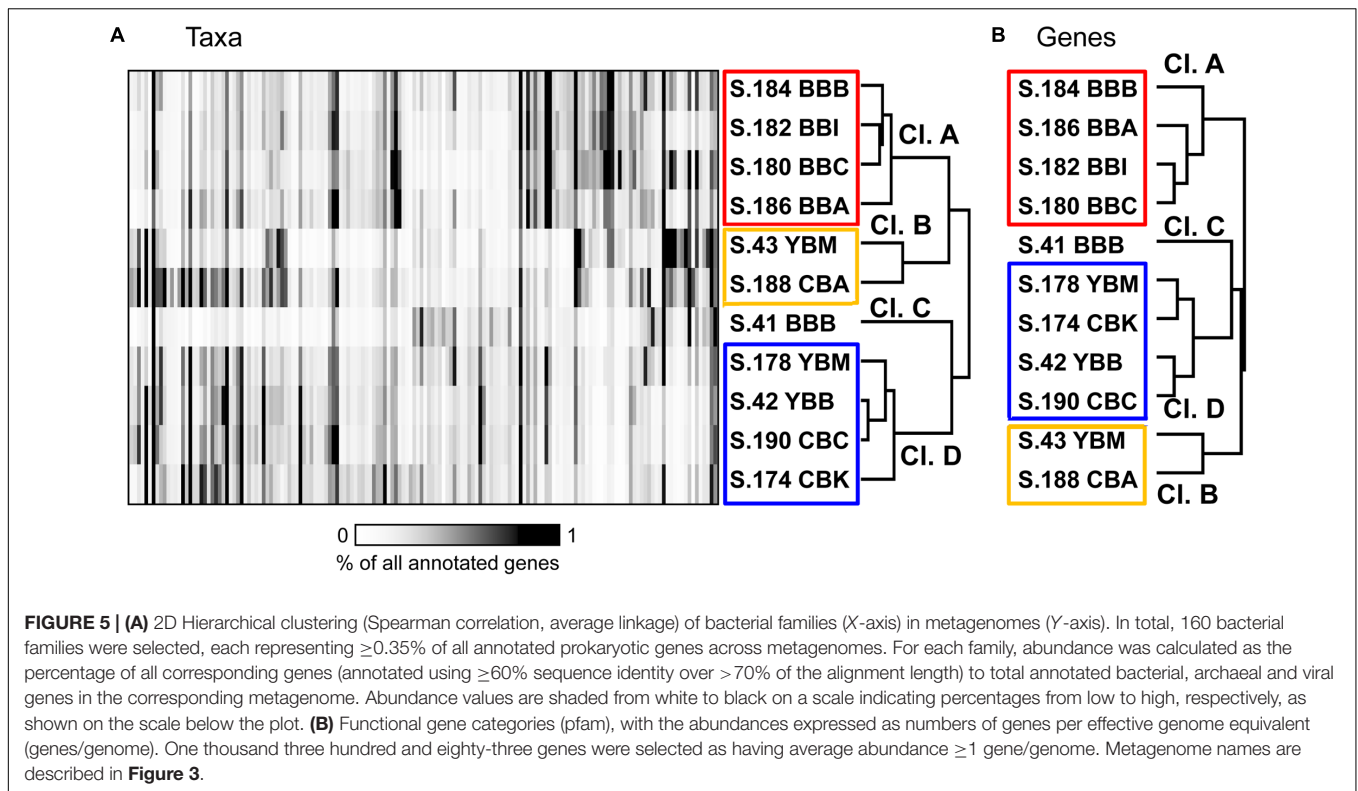 A
Taxa
S.184 BBB
S.182 BBI
S.180 BBC
S.186 BBA
S.43 YBM
S.188 CBA
S.41 BBB
S.178 YBM
S.42 YBB
S.190 CBC
S.174 CBK
Cl. A
Cl. B
Cl. C
Cl. D
0
1
% of all annotated genes
B
Genes
S.184 BBB
S.186 BBA
S.182 BBI
S.180 BBC
S.41 BBB
S.178 YBM
S.174 CBK
S.42 YBB
S.190 CBC
S.43 YBM
S.188 CBA
Cl. A
Cl. C
Cl. D
Cl. B
FIGURE 5 | (A) 2D Hierarchical clustering (Spearman correlation, average linkage) of bacterial families (X-axis) in metagenomes (Y-axis). In total, 160 bacterial
families were selected, each representing ≥0.35% of all annotated prokaryotic genes across metagenomes. For each family, abundance was calculated as the
percentage of all corresponding genes (annotated using ≥60% sequence identity over >70% of the alignment length) to total annotated bacterial, archaeal and viral
genes in the corresponding metagenome. Abundance values are shaded from white to black on a scale indicating percentages from low to high, respectively, as
shown on the scale below the plot. (B) Functional gene categories (pfam), with the abundances expressed as numbers of genes per effective genome equivalent
(genes/genome). One thousand three hundred and eighty-three genes were selected as having average abundance ≥1 gene/genome. Metagenome names are
described in Figure 3.